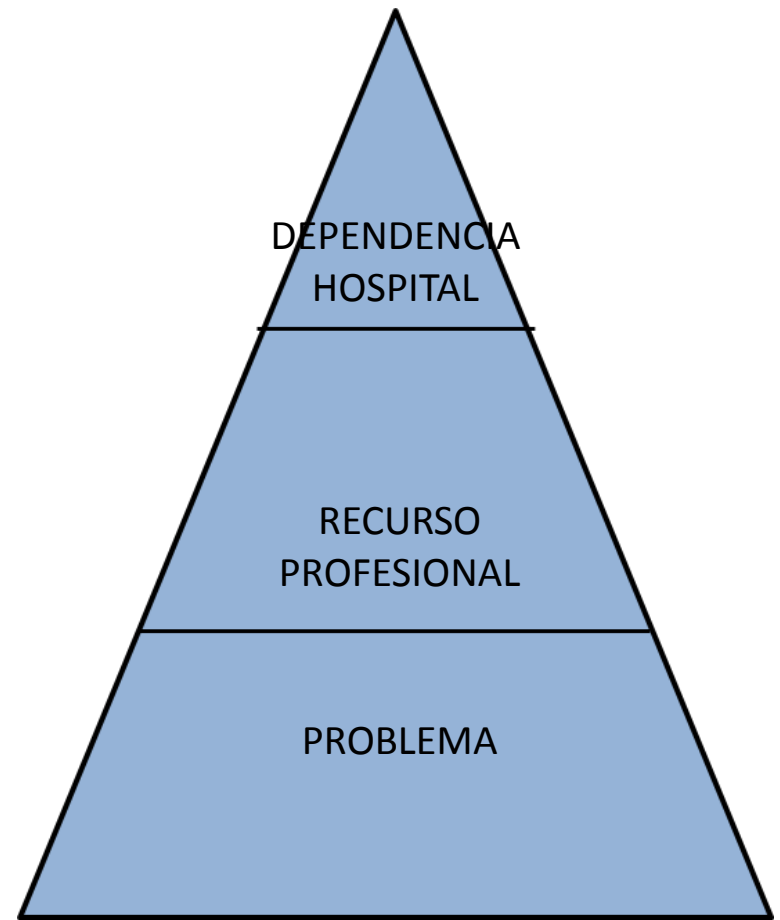 DEPENDENCIA
HOSPITAL
RECURSO
PROFESIONAL
PROBLEMA